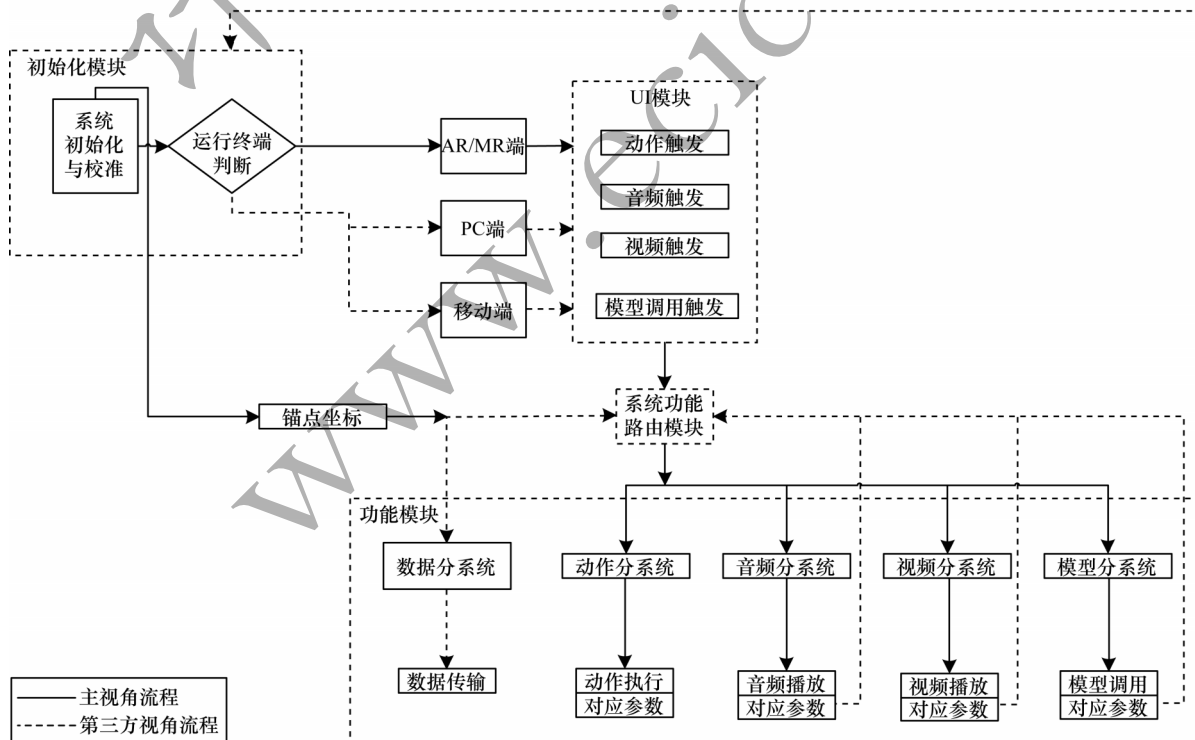 初始化模块
系统
初始化
与校准
运行终端
判断
AR/MR端
PC端
移动端
UI模块
动作触发
音频触发
视频触发
模型调用触发
锚点坐标
系统功能
路由模块
功能模块
数据分系统
动作分系统
音频分系统
视频分系统
模型分系统
数据传输
动作执行
对应参数
音频播放
对应参数
视频播放
对应参数
模型调用
对应参数
主视角流程
第三方视角流程
www.ecic